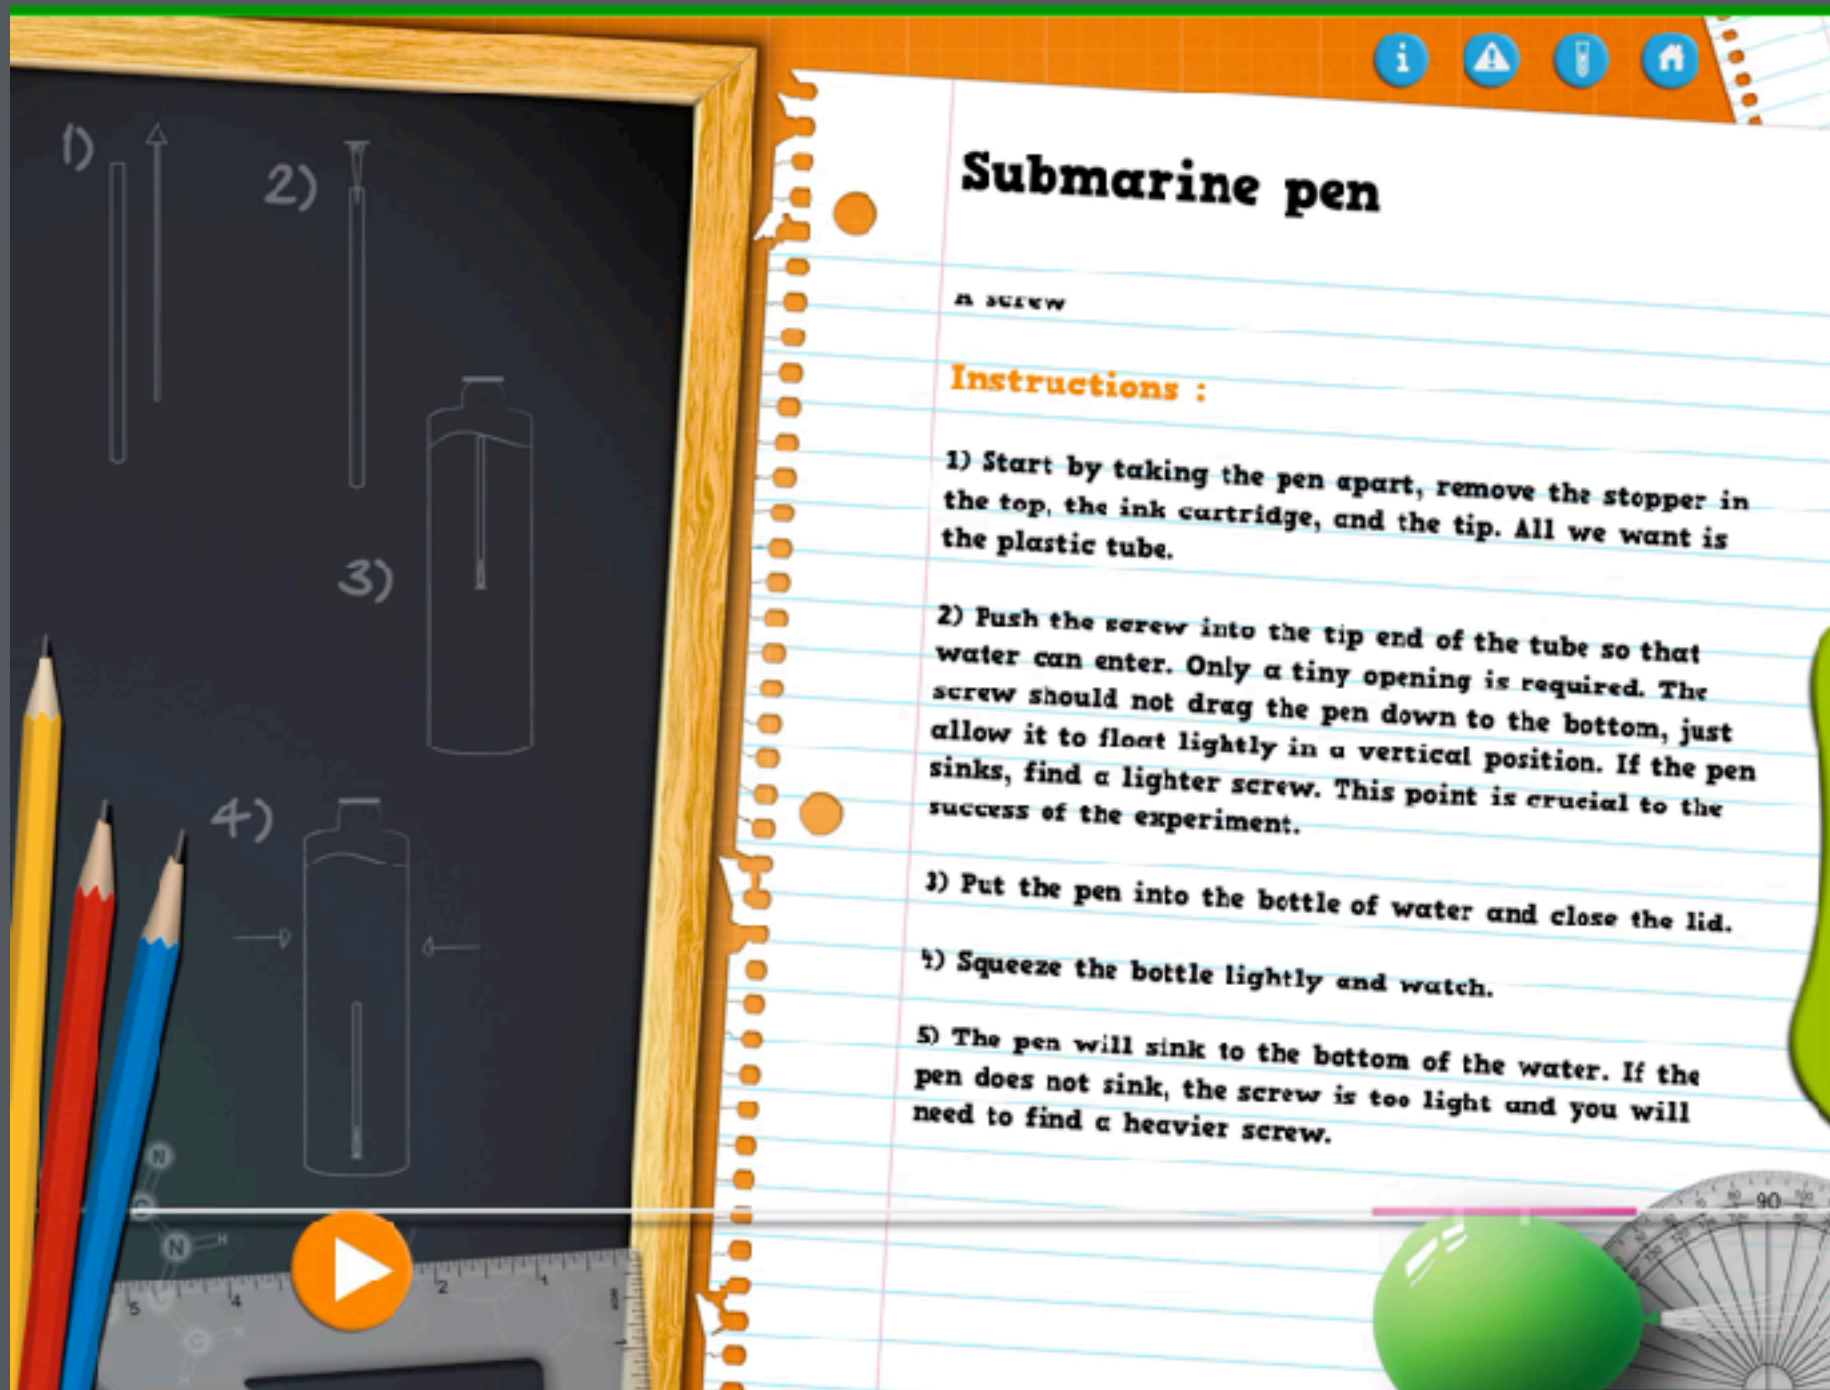 Submarine pen
A screw
Instructions :
1) Start by taking the pen apart, remove the stopper in
the top, the ink cartridge, and the tip. All we want is
the plastic tube.
2) Push the screw into the tip end of the tube so that
water can enter. Only a tiny opening is required. The
screw should not drag the pen down to the bottom, just
allow it to float lightly in a vertical position. If the pen
sinks, find a lighter screw. This point is crucial to the
success of the experiment.
3) Put the pen into the bottle of water and close the lid.
4) Squeeze the bottle lightly and watch.
5) The pen will sink to the bottom of the water. If the
pen does not sink, the screw is too light and you will
need to find a heavier screw.
1)
2)
3)
4)
N
N
H
C
H
5
4
2
1
90